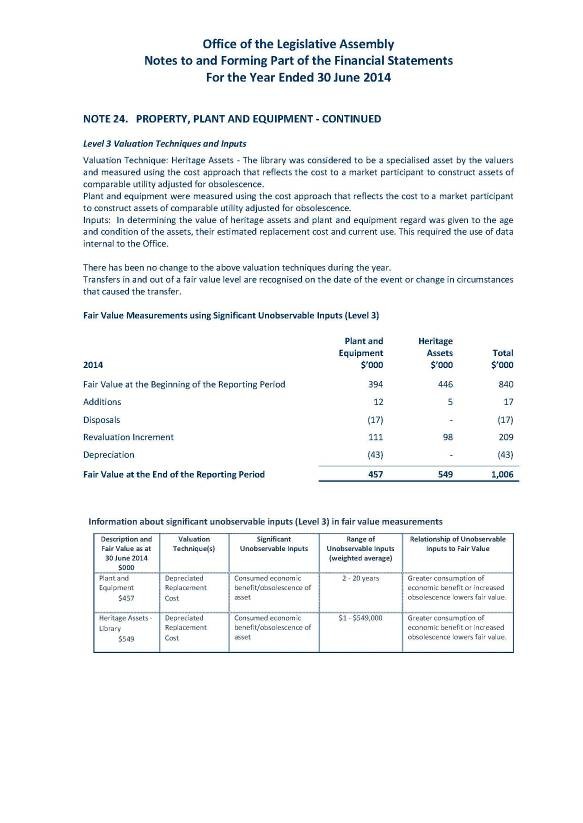 Office of the Legislative Assembly
Notes to and Forming Part of the Financial Statements
For the Year Ended 30 June 2014
NOTE 24. PROPERTY, PLANT AND EQUIPMENT - CONTINUED
Level 3 Valuation Techniques and Inputs
Valuation Technique: Heritage Assets - The library was considered to be a specialised asset by the valuers
and measured using the cost approach that reflects the cost to a market participant to construct assets of
comparable utility adjusted for obsolescence.
Plant and equipment were measured using the cost approach that reflects the cost to a market participant
to construct assets of comparable utility adjusted for obsolescence.
Inputs: In determining the value of heritage assets and plant and equipment regard was given to the age
and condition of the assets, their estimated replacement cost and current use. This required the use of data
internal to the Office.
There has been no change to the above valuation techniques during the year.
Transfers in and out of a fair value level are recognised on the date of the event or change in circumstances
that caused the transfer.
Fair Value Measurements using Significant Unobservable Inputs (Level 3)
Plant and Heritage
Equipment Assets Total
2014 $'000 $'000 $'000
Fair Value at the Beginning of the Reporting Period 394 446 840
Additions 12 5 17
Disposals (17) - (17)
Revaluation Increment 111 98 209
Depreciation (43) - (43)
Fair Value at the End of the Reporting Period 457 549 1,006
Information about significant unobservable inputs (Level 3) in fair value measurements
Description and Valuation Significant Range of Relationship of Unobservable
Fair Value as at Technique(s) Unobservable Inputs Unobservable Inputs Inputs to Fair Value
30 June 2014 (weighted average)
$000
Plant and Depreciated Consumed economic 2 - 20 years Greater consumption of
Equipment Replacement benefit/obsolescence of economic benefit or increased
$457 Cost asset obsolescence lowers fair value.
Heritage Assets - Depreciated Consumed economic $1 - $549,000 Greater consumption of
Library Replacement benefit/obsolescence of economic benefit or increased
$549 Cost asset obsolescence lowers fair value.